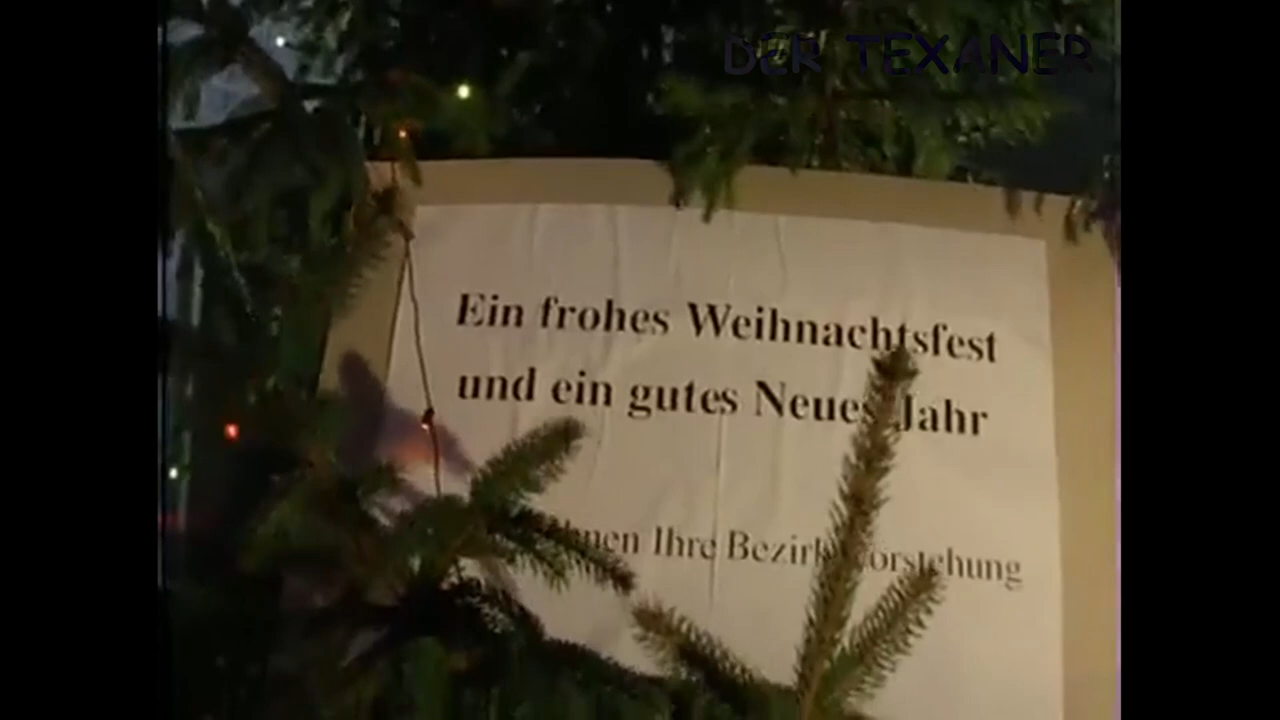 DER TEXANER
Ein frohes Weihnachtsfest
und ein gutes Neues Jahr
Ihre